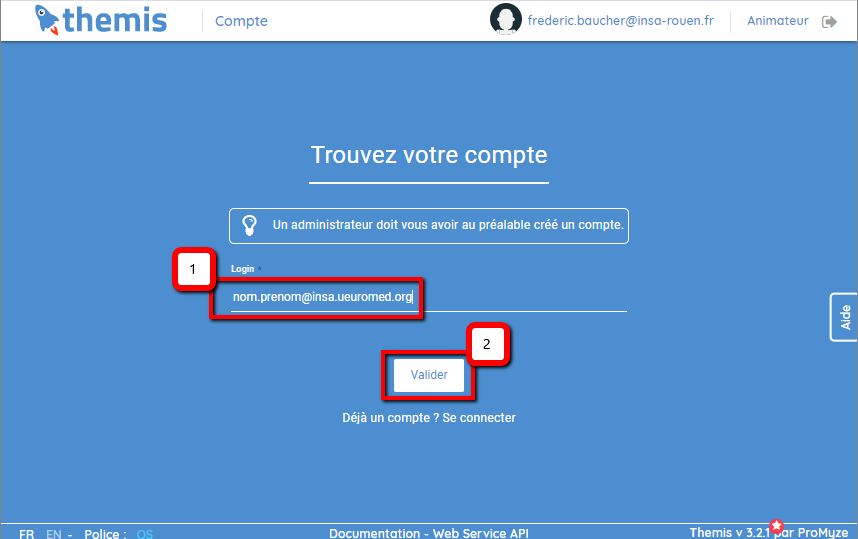 themis
Compte
frederic.baucher@insa-rouen.fr
Animateur
Trouvez votre compte
Un administrateur doit vous avoir au préalable créé un compte.
1
Login *
nom.prenom@insa.ueuromed.org
2
Valider
Aide
Déjà un compte ? Se connecter
FR EN - Police : OS
Documentation - Web Service API
Themis v 3.2.1 par ProMyze